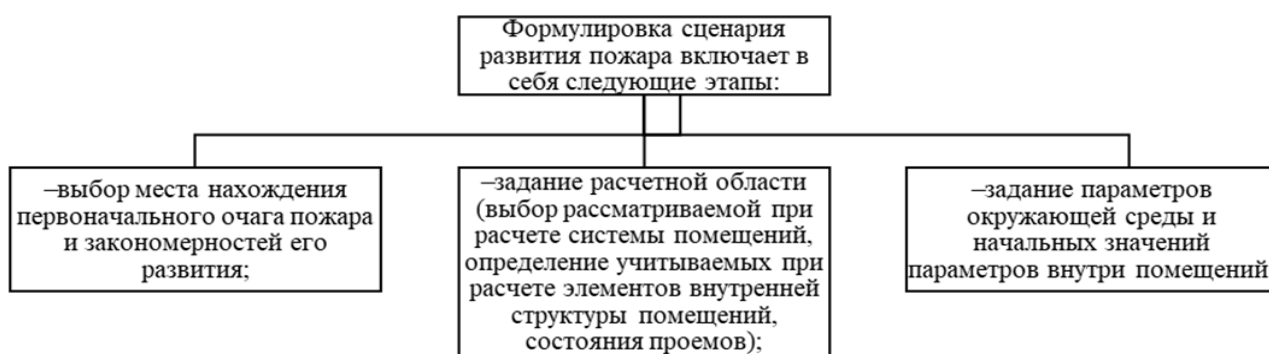 Формулировка сценария
развития пожара включает в
себя следующие этапы:
–выбор места нахождения
первоначального очага пожара
и закономерностей его
развития;
–задание расчетной области
(выбор рассматриваемой при
расчете системы помещений,
определение учитываемых при
расчете элементов внутренней
структуры помещений,
состояния проемов);
–задание параметров
окружающей среды и
начальных значений
параметров внутри помещений